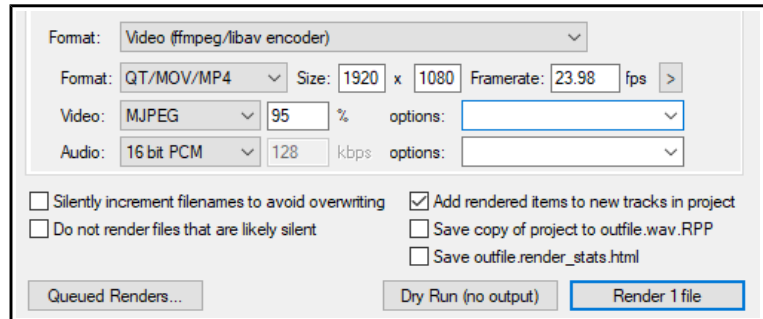 Format: Video (ffmpeg/libav encoder)
Format: QT/MOV/MP4 Size: 1920 x 1080 Framerate: 23.98 fps >
Video: MJPEG 95 % options:
Audio: 16 bit PCM 128 kbps options:
Silently increment filenames to avoid overwriting Add rendered items to new tracks in project
Do not render files that are likely silent Save copy of project to outfile.wav.RPP
Save outfile.render_stats.html
Queued Renders... Dry Run (no output) Render 1 file